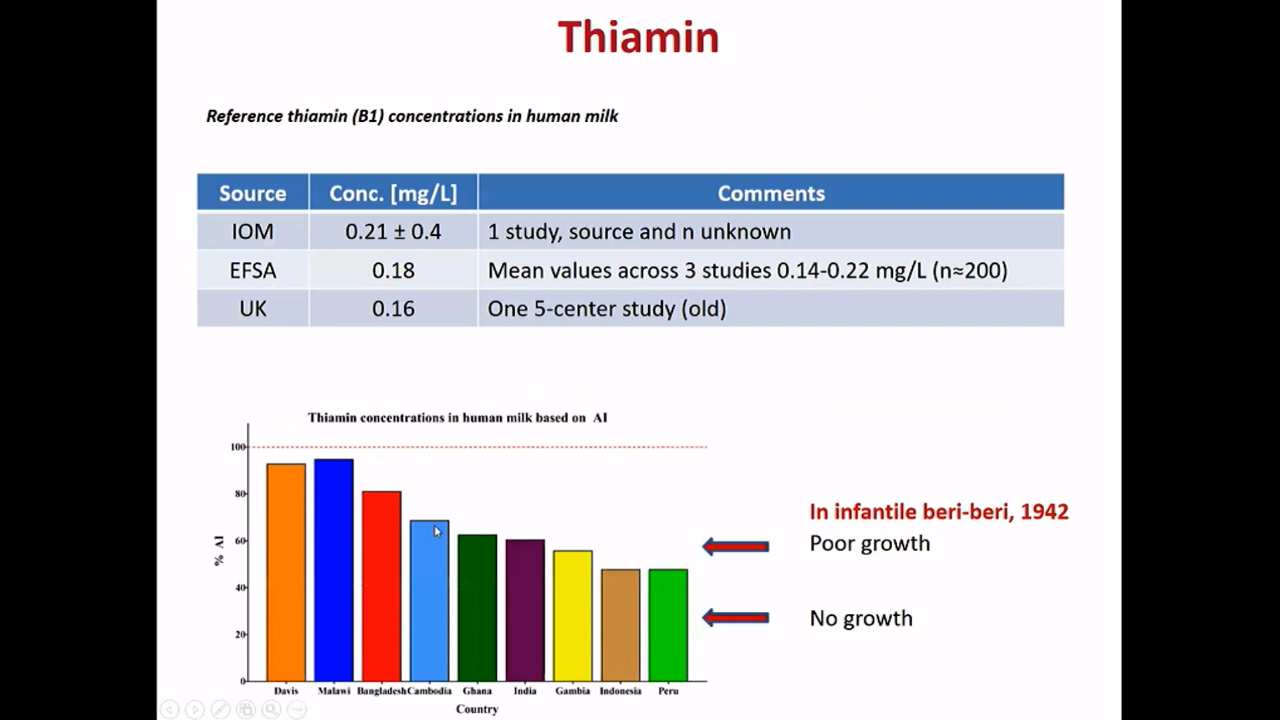 Thiamin
Reference thiamin (B1) concentrations in human milk
Source Conc. [mg/L] Comments
IOM 0.21 ± 0.4 1 study, source and n unknown
EFSA 0.18 Mean values across 3 studies 0.14-0.22 mg/L (n≈200)
UK 0.16 One 5-center study (old)
Thiamin concentrations in human milk based on AI
100
80
60
40
20
0
% AI
Davis Malawi Bangladesh Cambodia Ghana India Gambia Indonesia Peru
Country
In infantile beri-beri, 1942
Poor growth
No growth